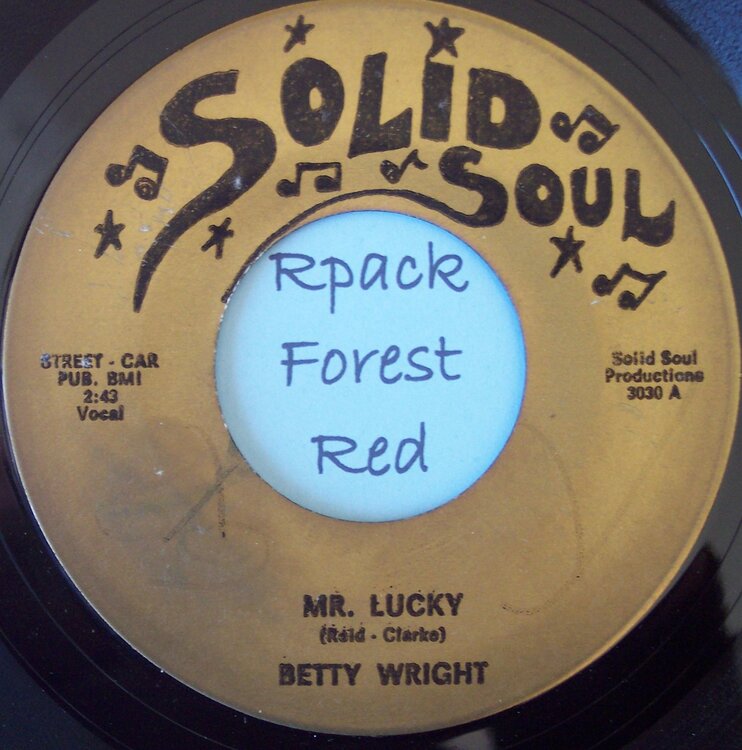 SOLID
SOUL
Rpack
Forest
Red
STREET - CAR
PUB. BMI
2:43
Vocal
Solid Soul
Productions
3030 A
MR. LUCKY
(Reid - Clarke)
BETTY WRIGHT